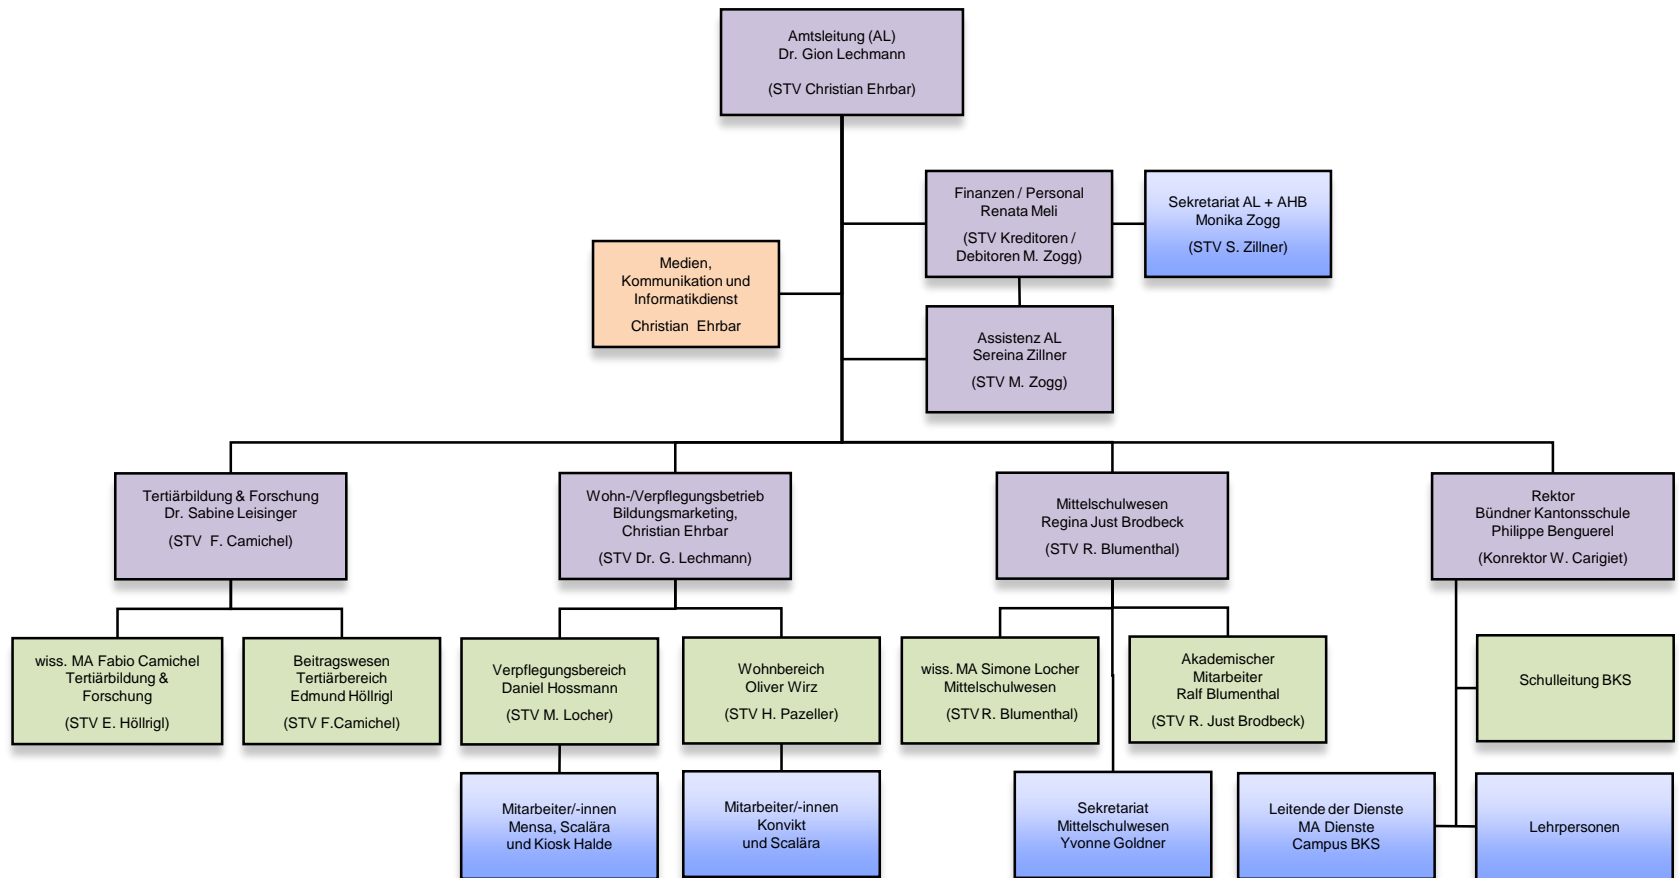 Amtsleitung (AL)
Dr. Gion Lechmann
(STV Christian Ehrbar)
Finanzen / Personal
Renata Meli
(STV Kreditoren /
Debitoren M. Zogg)
Sekretariat AL + AHB
Monika Zogg
(STV S. Zillner)
Medien,
Kommunikation und
Informatikdienst
Christian Ehrbar
Assistenz AL
Sereina Zillner
(STV M. Zogg)
Tertiärbildung & Forschung
Dr. Sabine Leisinger
(STV F. Camichel)
Wohn-/Verpflegungsbetrieb
Bildungsmarketing,
Christian Ehrbar
(STV Dr. G. Lechmann)
Mittelschulwesen
Regina Just Brodbeck
(STV R. Blumenthal)
Rektor
Bündner Kantonsschule
Philippe Benguerel
(Konrektor W. Carigiet)
wiss. MA Fabio Camichel
Tertiärbildung &
Forschung
(STV E. Höllrigl)
Beitragswesen
Tertiärbereich
Edmund Höllrigl
(STV F.Camichel)
Verpflegungsbereich
Daniel Hossmann
(STV M. Locher)
Wohnbereich
Oliver Wirz
(STV H. Pazeller)
wiss. MA Simone Locher
Mittelschulwesen
(STV R. Blumenthal)
Akademischer
Mitarbeiter
Ralf Blumenthal
(STV R. Just Brodbeck)
Schulleitung BKS
Mitarbeiter/-innen
Mensa, Scalära
und Kiosk Halde
Mitarbeiter/-innen
Konvikt
und Scalära
Sekretariat
Mittelschulwesen
Yvonne Goldner
Leitende der Dienste
MA Dienste
Campus BKS
Lehrpersonen